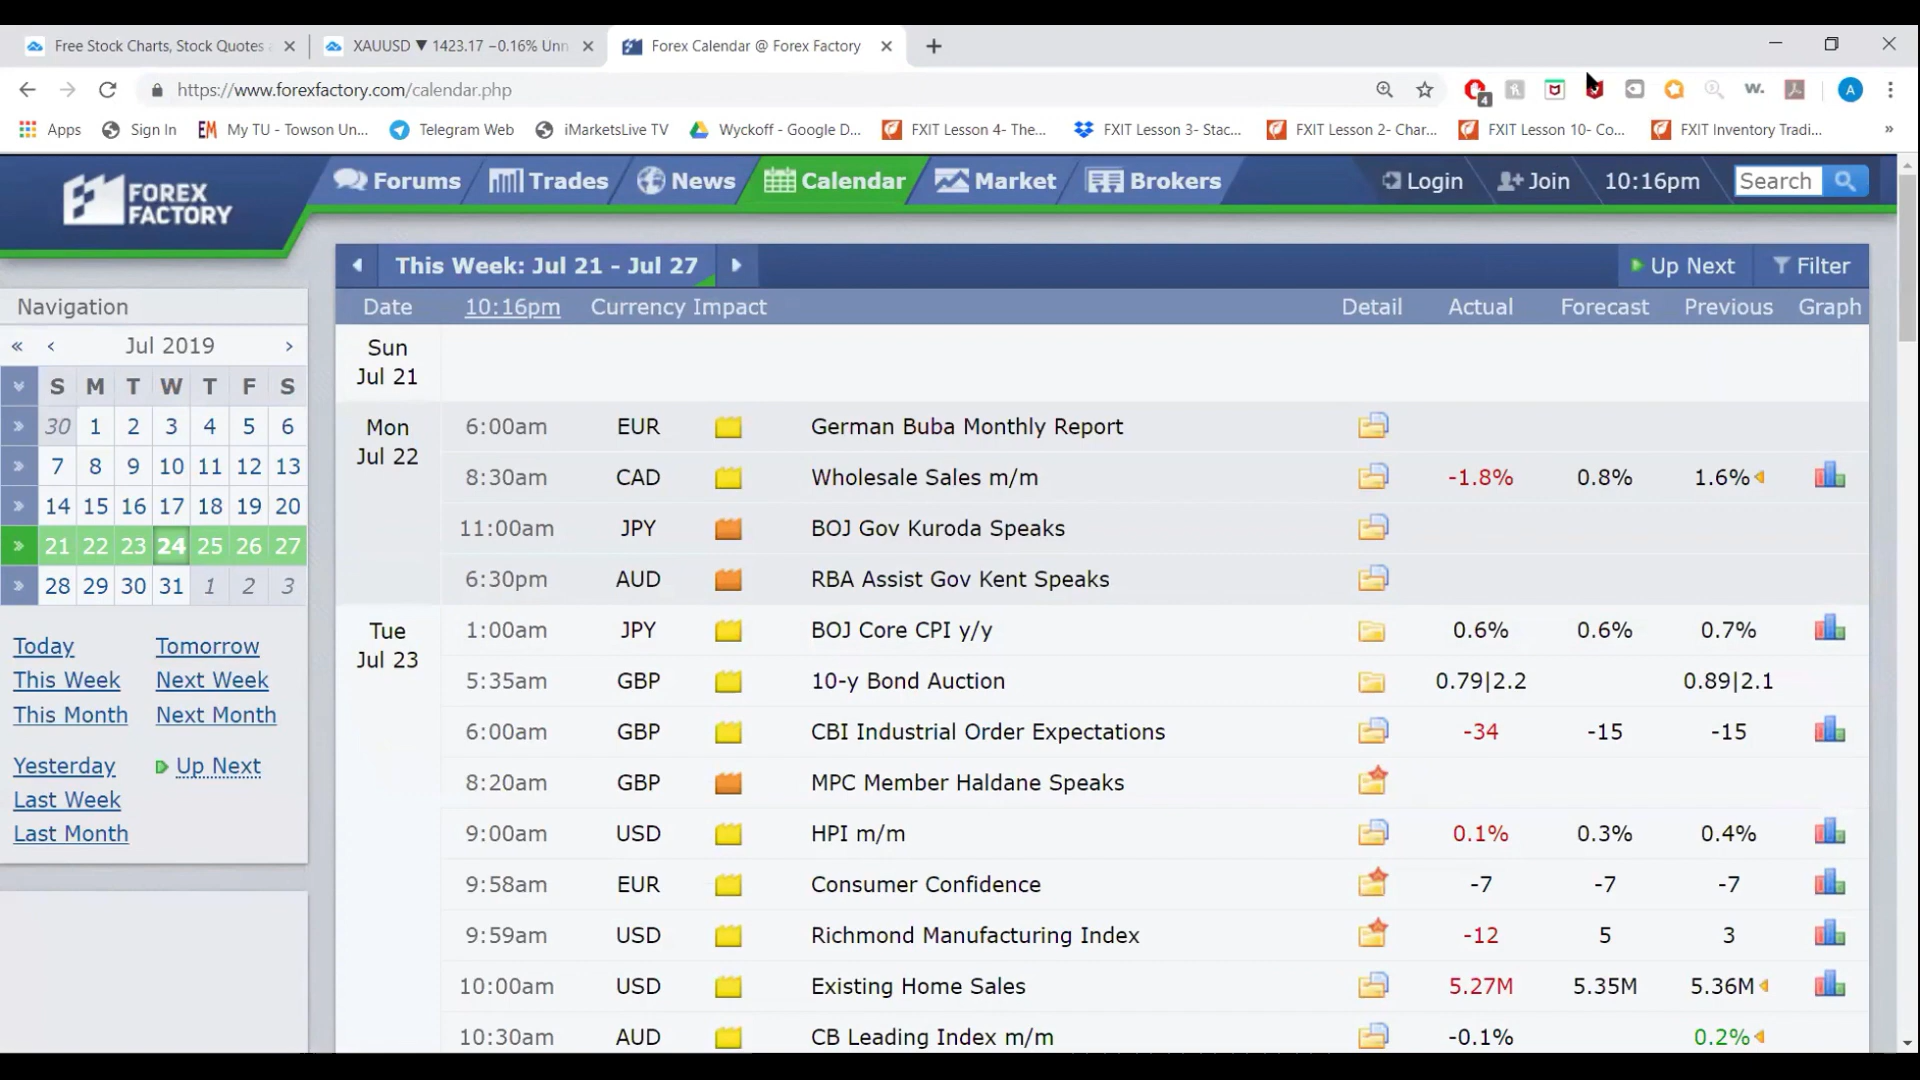 Free Stock Charts, Stock Quotes
XAUUSD ▼ 1423.17 −0.16% Unn
Forex Calendar @ Forex Factory
https://www.forexfactory.com/calendar.php
4
W.
A
Apps
Sign In
EM My TU - Towson Un...
Telegram Web
iMarketsLive TV
Wyckoff - Google D...
FXIT Lesson 4- The...
FXIT Lesson 3- Stac...
FXIT Lesson 2- Char...
FXIT Lesson 10- Co...
FXIT Inventory Tradi...
»
FOREX
FACTORY
Forums
Trades
News
Calendar
Market
Brokers
Login
Join
10:16pm
Search
Navigation
« ‹ Jul 2019 ›
S M T W T F S
» 30 1 2 3 4 5 6
» 7 8 9 10 11 12 13
» 14 15 16 17 18 19 20
» 21 22 23 24 25 26 27
» 28 29 30 31 1 2 3
Today Tomorrow
This Week Next Week
This Month Next Month
Yesterday Up Next
Last Week
Last Month
This Week: Jul 21 - Jul 27 Up Next Filter
Date 10:16pm Currency Impact Detail Actual Forecast Previous Graph
Sun
Jul 21
Mon
Jul 22
6:00am EUR German Buba Monthly Report
8:30am CAD Wholesale Sales m/m -1.8% 0.8% 1.6%
11:00am JPY BOJ Gov Kuroda Speaks
6:30pm AUD RBA Assist Gov Kent Speaks
Tue
Jul 23
1:00am JPY BOJ Core CPI y/y 0.6% 0.6% 0.7%
5:35am GBP 10-y Bond Auction 0.79|2.2 0.89|2.1
6:00am GBP CBI Industrial Order Expectations -34 -15 -15
8:20am GBP MPC Member Haldane Speaks
9:00am USD HPI m/m 0.1% 0.3% 0.4%
9:58am EUR Consumer Confidence -7 -7 -7
9:59am USD Richmond Manufacturing Index -12 5 3
10:00am USD Existing Home Sales 5.27M 5.35M 5.36M
10:30am AUD CB Leading Index m/m -0.1% 0.2%